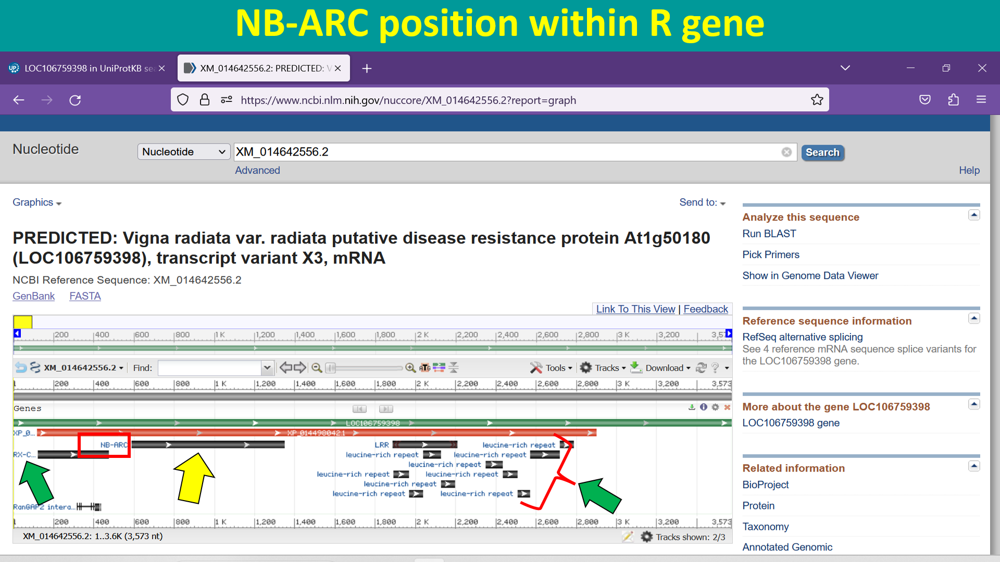 NB-ARC position within R gene
LOC106759398 in UniProtKB sea
XM_014642556.2: PREDICTED: V
https://www.ncbi.nlm.nih.gov/nuccore/XM_014642556.2?report=graph
Nucleotide
Nucleotide
XM_014642556.2
Search
Advanced
Help
Graphics
Send to:
PREDICTED: Vigna radiata var. radiata putative disease resistance protein At1g50180
(LOC106759398), transcript variant X3, mRNA
NCBI Reference Sequence: XM_014642556.2
GenBank FASTA
Link To This View | Feedback
200 400 600 800 1 K 1,200 1,400 1,600 1,800 2 K 2,200 2,400 2,600 2,800 3 K 3,200 3,5
XM_014642556.2 Find: ATG Tools Tracks Download ?
1 200 400 600 800 1 K 1,200 1,400 1,600 1,800 2 K 2,200 2,400 2,600 2,800 3 K 3,200 3,573
Genes
LOC106759398
XP_0... XP_014498042.1
NB-ARC LRR leucine-rich repeat
RX-C... leucine-rich repeat leucine-rich repeat
leucine-rich repeat
leucine-rich repeat leucine-rich repeat
leucine-rich repeat
leucine-rich repeat leucine-rich repeat
RanGAP2 intera...
1 200 400 600 800 1 K 1,200 1,400 1,600 1,800 2 K 2,200 2,400 2,600 2,800 3 K 3,200 3,573
XM_014642556.2: 1..3.6K (3,573 nt)
Tracks shown: 2/3
Analyze this sequence
Run BLAST
Pick Primers
Show in Genome Data Viewer
Reference sequence information
RefSeq alternative splicing
See 4 reference mRNA sequence splice variants for
the LOC106759398 gene.
More about the gene LOC106759398
LOC106759398 gene
Related information
BioProject
Protein
Taxonomy
Annotated Genomic